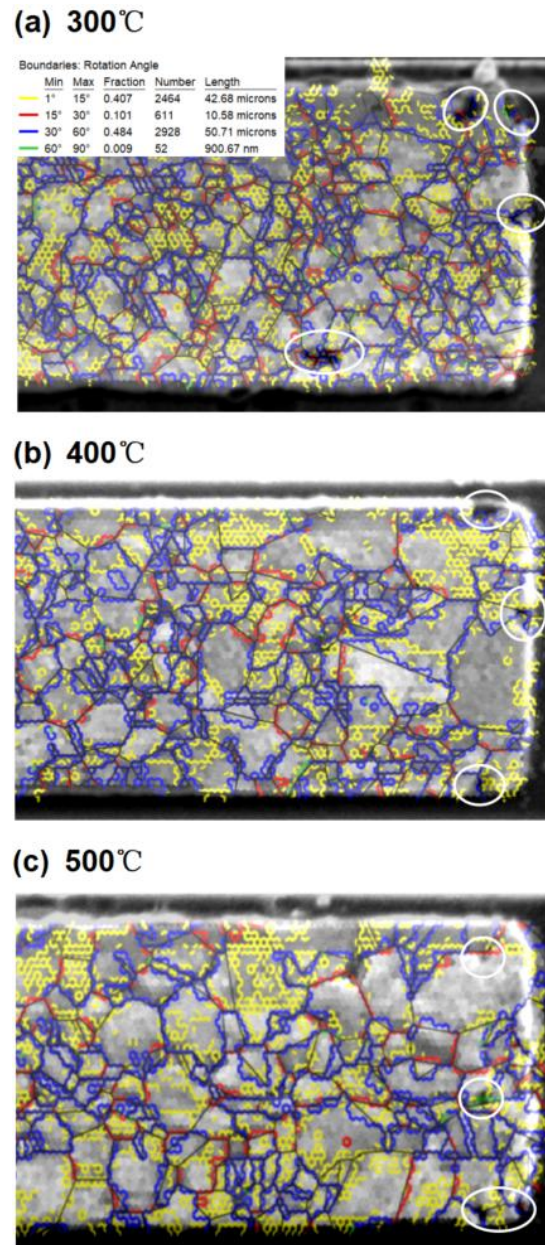 (a) 300℃
Boundaries: Rotation Angle
Min Max Fraction Number Length
1° 15° 0.407 2464 42.68 microns
15° 30° 0.101 611 10.58 microns
30° 60° 0.484 2928 50.71 microns
60° 90° 0.009 52 900.67 nm
(b) 400℃
(c) 500℃